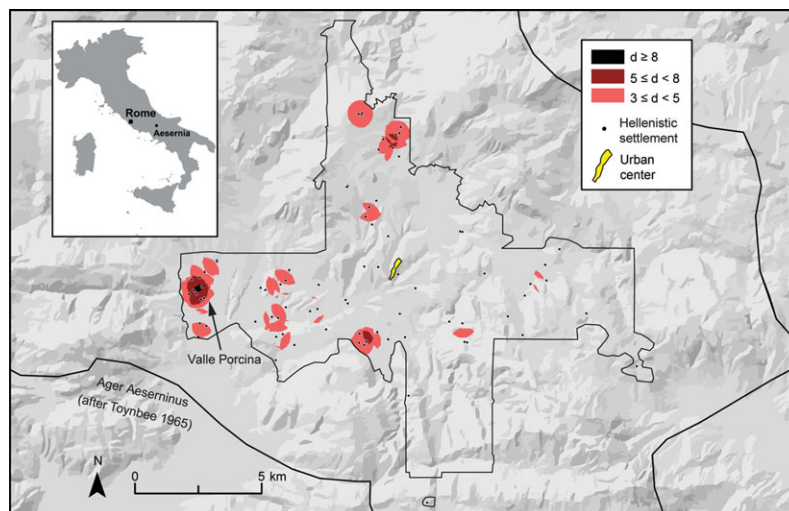 Rome
Aesernia
d ≥ 8
5 ≤ d < 8
3 ≤ d < 5
Hellenistic
settlement
Urban
center
Valle Porcina
Ager Aeserninus
(after Toynbee 1965)
N
0
5 km